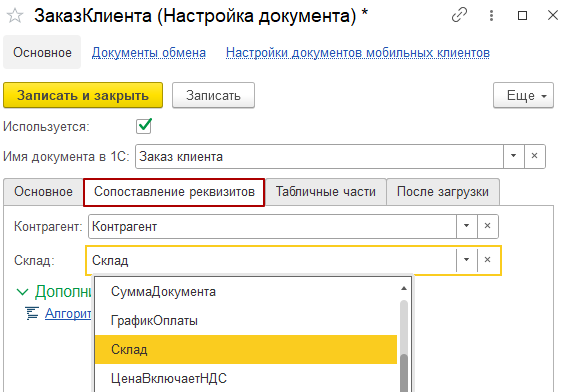 ЗаказКлиента (Настройка документа) *
Основное Документы обмена Настройки документов мобильных клиентов
Записать и закрыть Записать Еще
Используется:
Имя документа в 1С: Заказ клиента
Основное Сопоставление реквизитов Табличные части После загрузки
Контрагент: Контрагент
Склад: Склад
СуммаДокумента
Дополни
ГрафикОплаты
Алгорит
Склад
ЦенаВключаетНДС